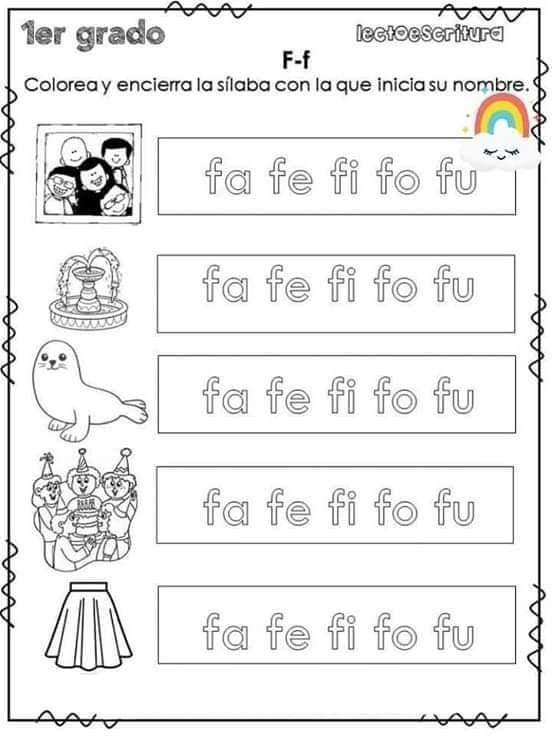 1er grado
lectoescritura
F-f
Colorea y encierra la sílaba con la que inicia su nombre.
fa fe fi fo fu
fa fe fi fo fu
fa fe fi fo fu
fa fe fi fo fu
fa fe fi fo fu